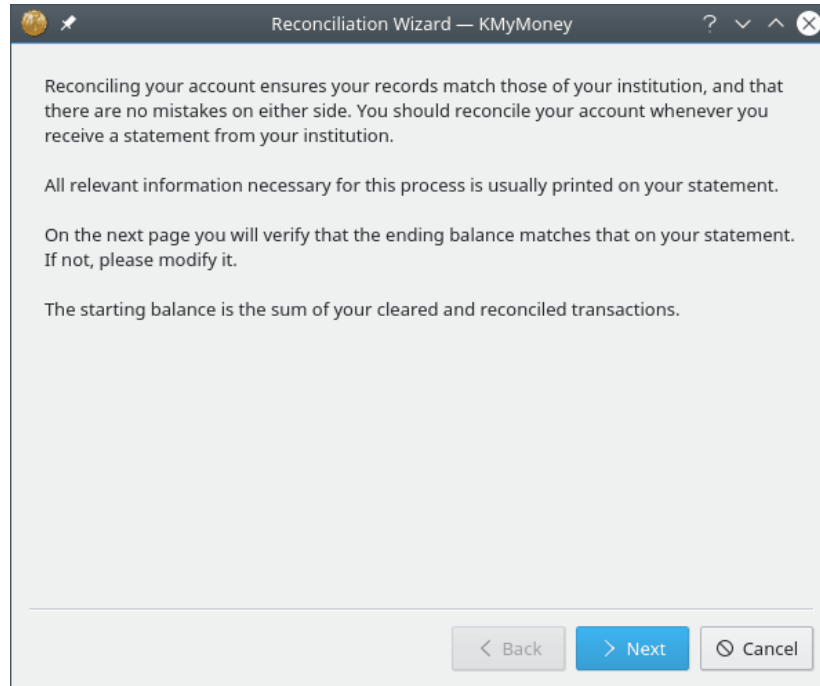 Reconciliation Wizard — KMyMoney
Reconciling your account ensures your records match those of your institution, and that
there are no mistakes on either side. You should reconcile your account whenever you
receive a statement from your institution.
All relevant information necessary for this process is usually printed on your statement.
On the next page you will verify that the ending balance matches that on your statement.
If not, please modify it.
The starting balance is the sum of your cleared and reconciled transactions.
Back
Next
Cancel